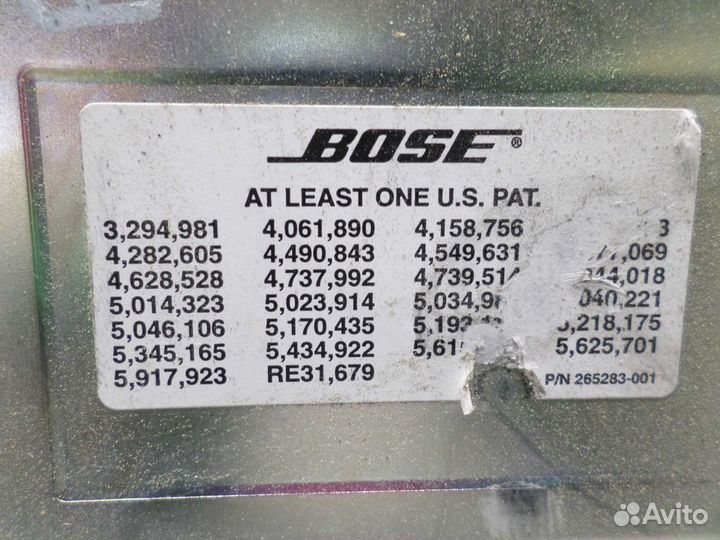 BOSE®
AT LEAST ONE U.S. PAT.
3,294,981 4,061,890 4,158,756
4,282,605 4,490,843 4,549,631
4,628,528 4,737,992
5,014,323 5,023,914
5,046,106 5,170,435 5,218,175
5,345,165 5,434,922 5,625,701
5,917,923 RE31,679 P/N 265283-001
Avito